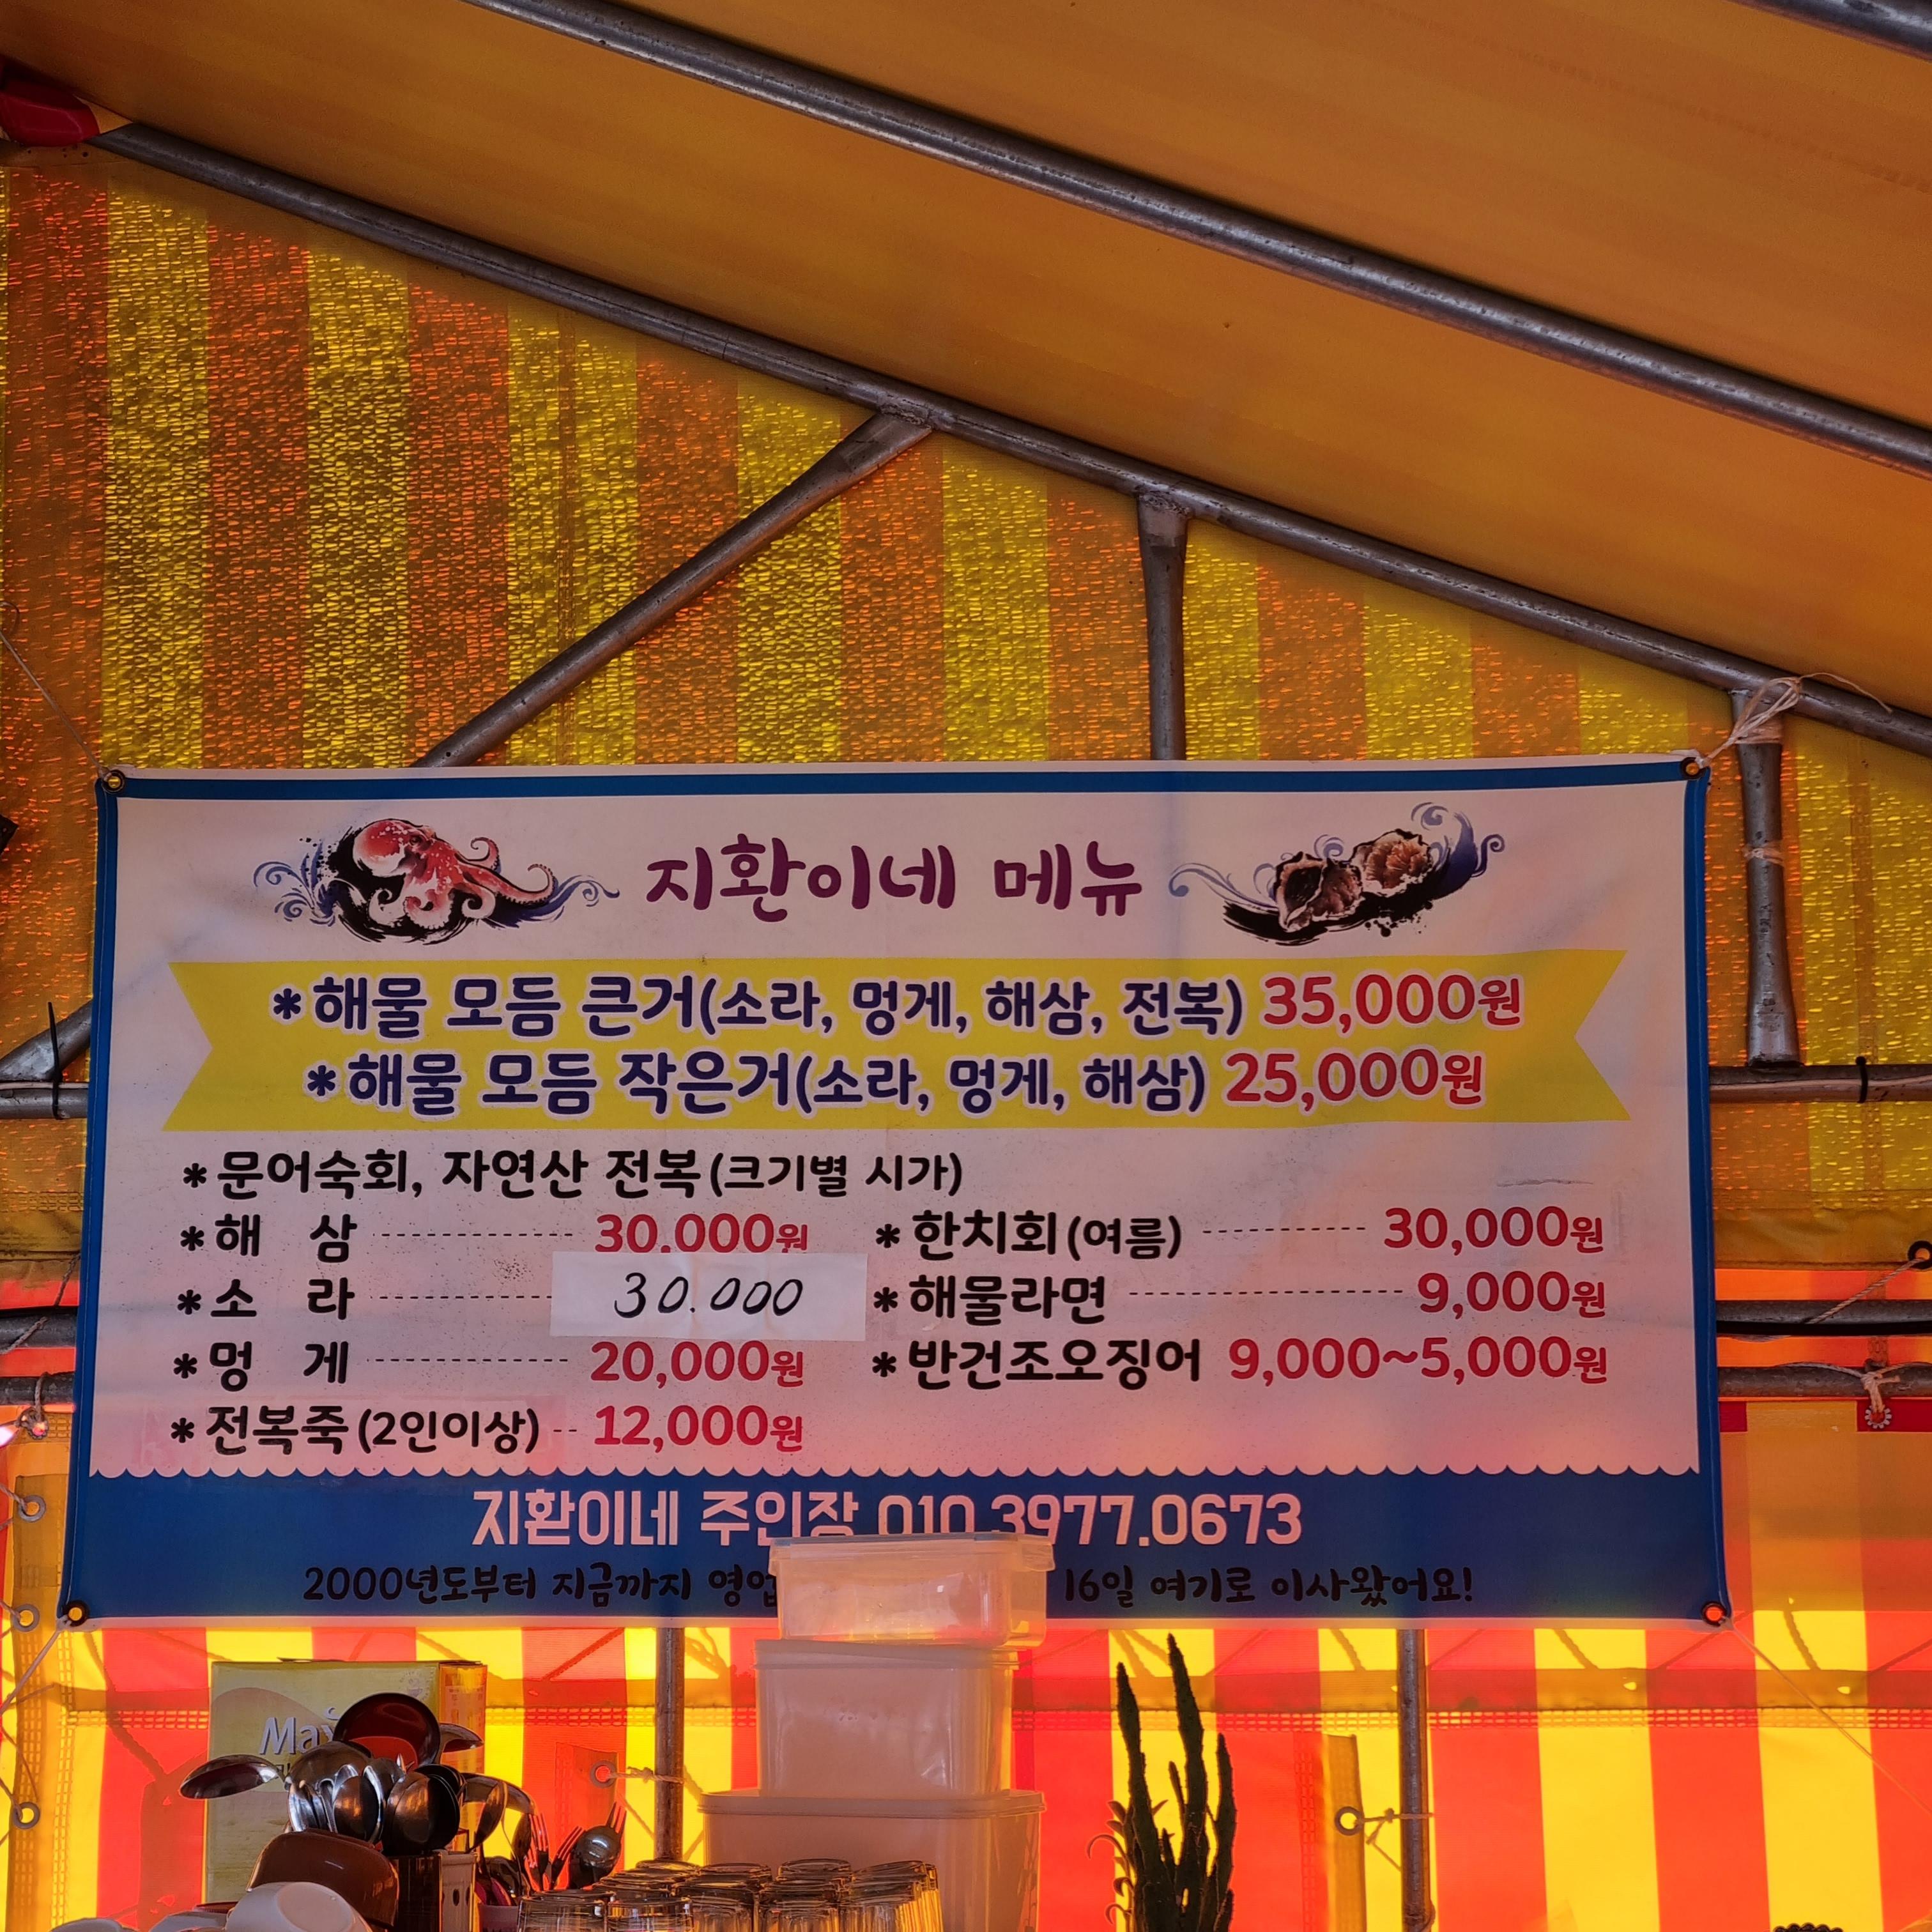 지환이네 메뉴
*해물 모듬 큰거(소라, 멍게, 해삼, 전복) 35,000원
*해물 모듬 작은거(소라, 멍게, 해삼) 25,000원
*문어숙회, 자연산 전복(크기별 시가)
*해 삼 ---------- 30,000원
*소 라 ---------- 30.000
*멍 게 ---------- 20,000원
*전복죽(2인이상) -- 12,000원
*한치회(여름) -------- 30,000원
*해물라면 -------------- 9,000원
*반건조오징어 9,000~5,000원
지환이네 주인장 010.3977.0673
2000년도부터 지금까지 16일 여기로 이사왔어요!